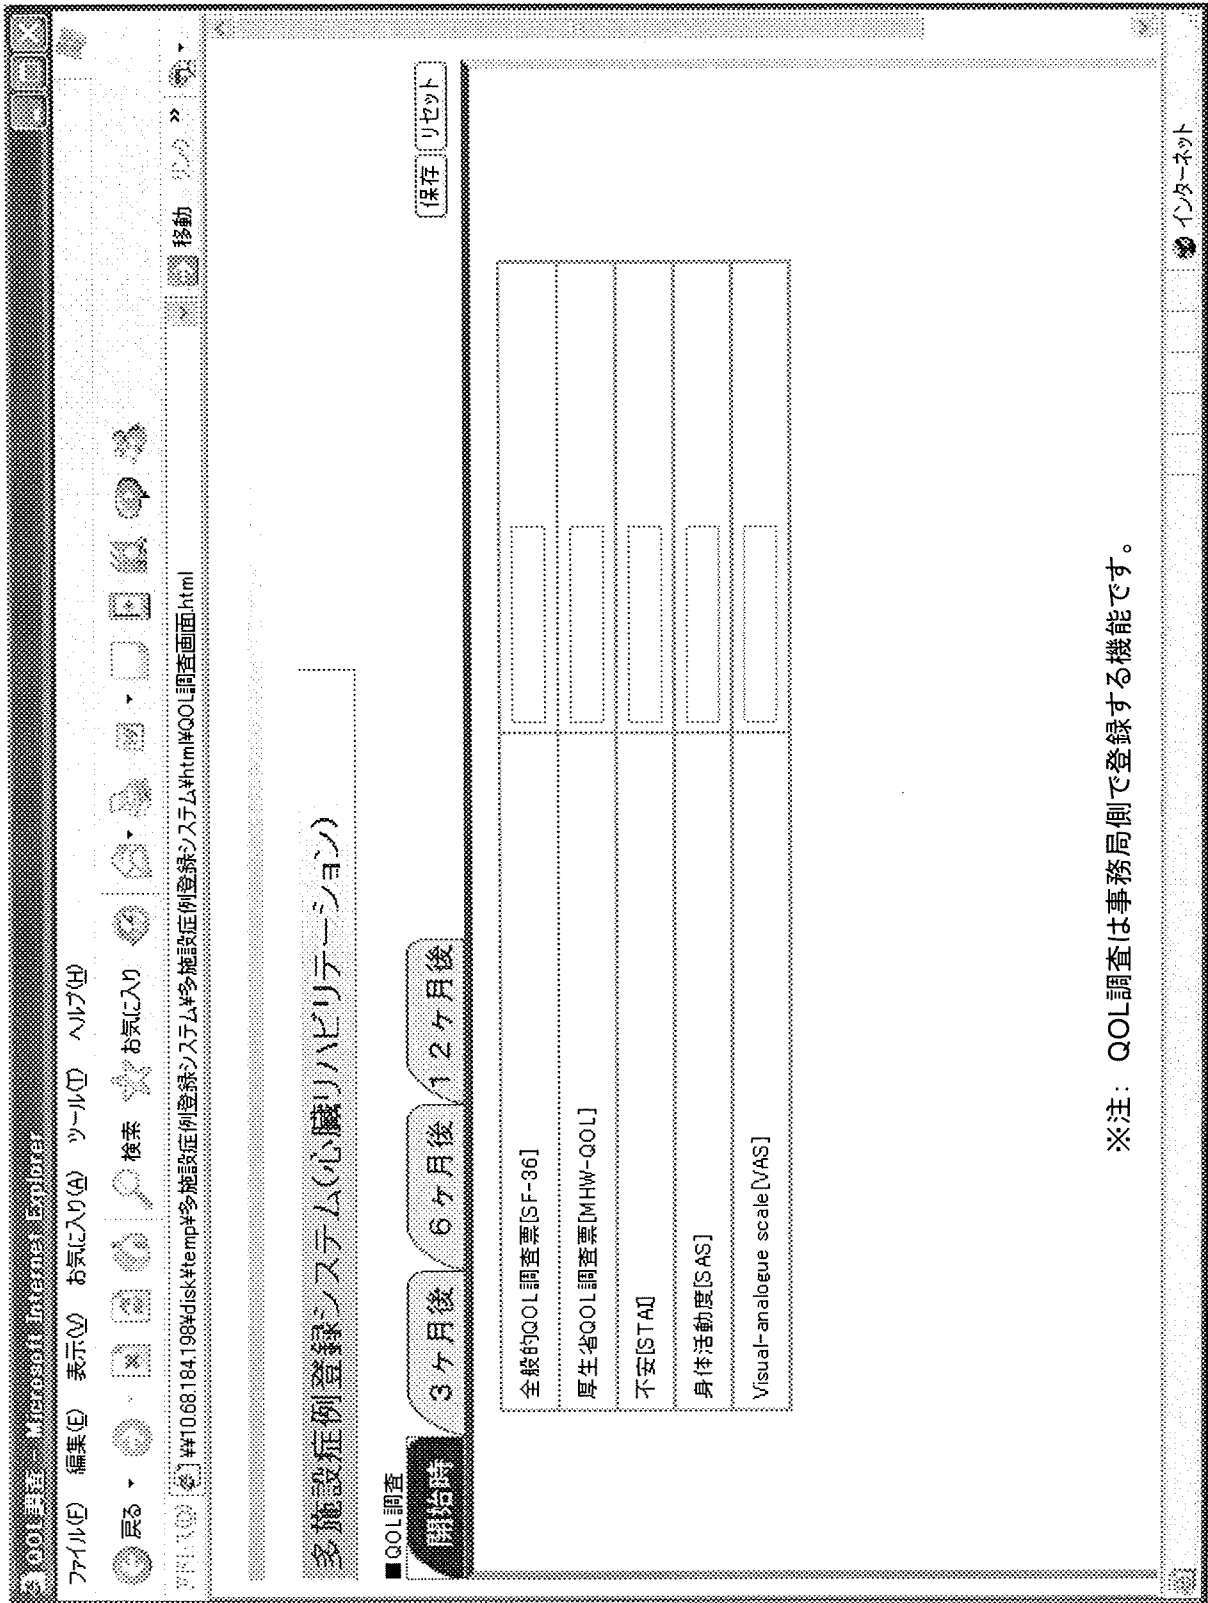 QOL調査 - Microsoft Internet Explorer
ファイル(F) 編集(E) 表示(V) お気に入り(A) ツール(T) ヘルプ(H)
戻る 検索 お気に入り
アドレス(D) ¥¥10.68.184.198¥disk¥temp¥多施設症例登録システム¥多施設症例登録システム¥html¥QOL調査画面.html 移動 リンク »
多施設症例登録システム(心臓リハビリテーション)
■QOL調査
保存 リセット
開始時 3ヶ月後 6ヶ月後 12ヶ月後
全般的QOL調査票[SF-36]
厚生省QOL調査票[MHW-QOL]
不安[STAI]
身体活動度[SAS]
Visual-analogue scale[VAS]
※注: QOL調査は事務局側で登録する機能です。
インターネット